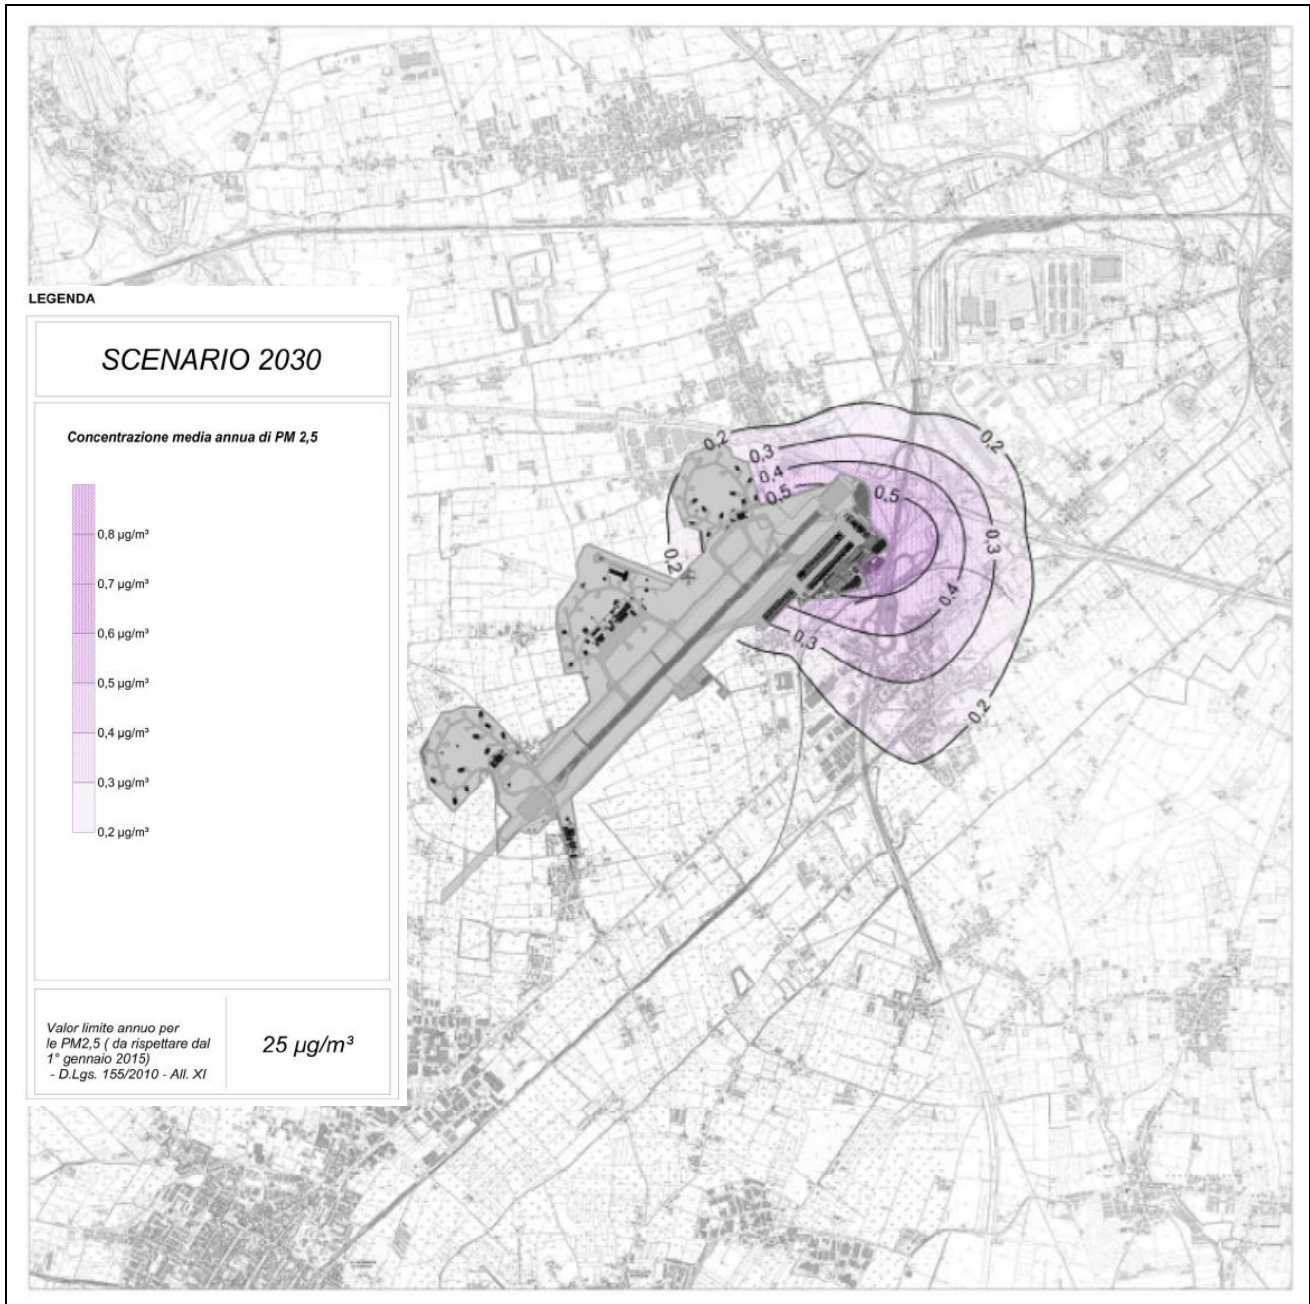 LEGENDA
SCENARIO 2030
Concentrazione media annua di PM 2,5
0,8 µg/m³
0,7 µg/m³
0,6 µg/m³
0,5 µg/m³
0,4 µg/m³
0,3 µg/m³
0,2 µg/m³
Valor limite annuo per
le PM2,5 ( da rispettare dal
1° gennaio 2015)
- D.Lgs. 155/2010 - All. XI
25 µg/m³
0,2
0,2
0,3
0,4
0,5
0,5
0,3
0,2
0,4
0,3
0,2